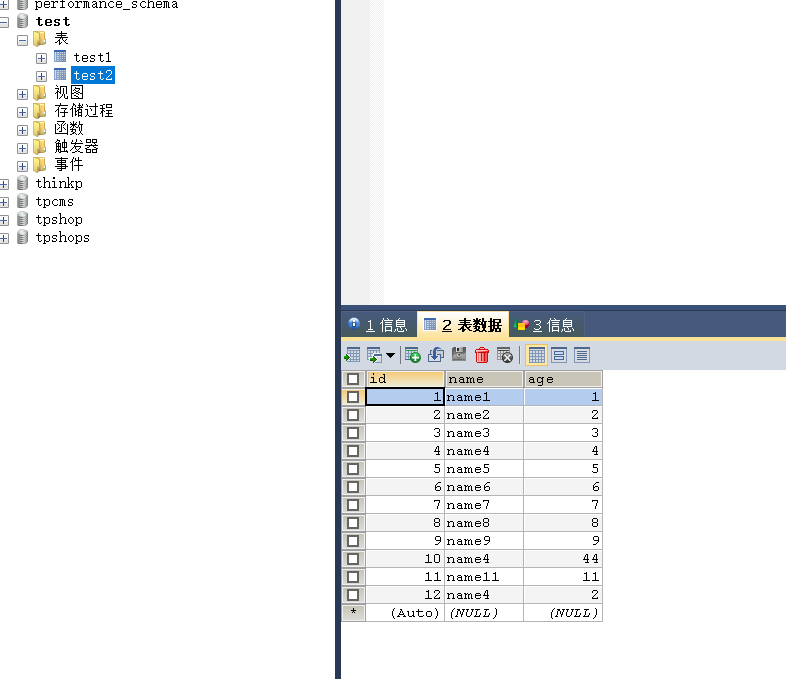 performance_schema
test
表
test1
test2
视图
存储过程
函数
触发器
事件
thinkp
tpcms
tpshop
tpshops
1 信息 2 表数据 3 信息
id name age
1 name1 1
2 name2 2
3 name3 3
4 name4 4
5 name5 5
6 name6 6
7 name7 7
8 name8 8
9 name9 9
10 name4 44
11 name11 11
12 name4 2
* (Auto) (NULL) (NULL)